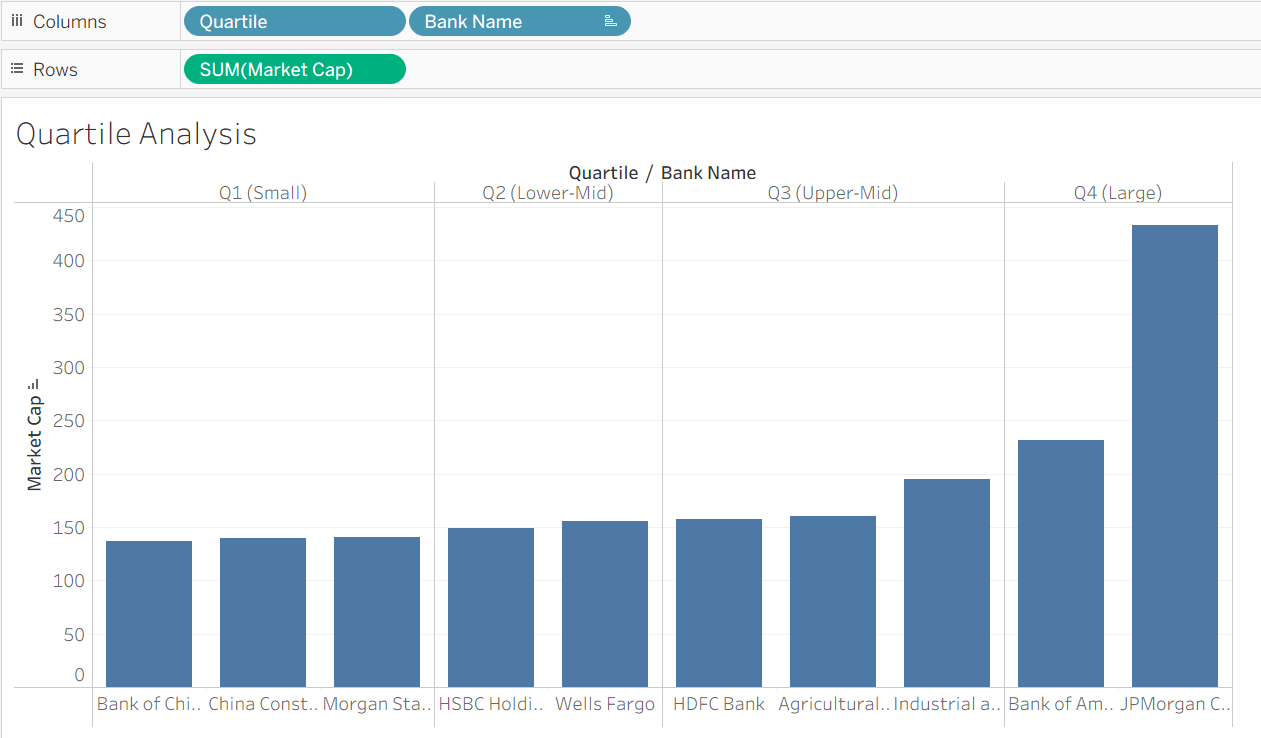 Columns Quartile Bank Name
Rows SUM(Market Cap)
Quartile Analysis
Quartile / Bank Name
Q1 (Small) Q2 (Lower-Mid) Q3 (Upper-Mid) Q4 (Large)
450
400
350
300
250
200
150
100
50
0
Market Cap
Bank of Chi.. China Const.. Morgan Sta.. HSBC Holdi.. Wells Fargo HDFC Bank Agricultural.. Industrial a.. Bank of Am.. JPMorgan C..